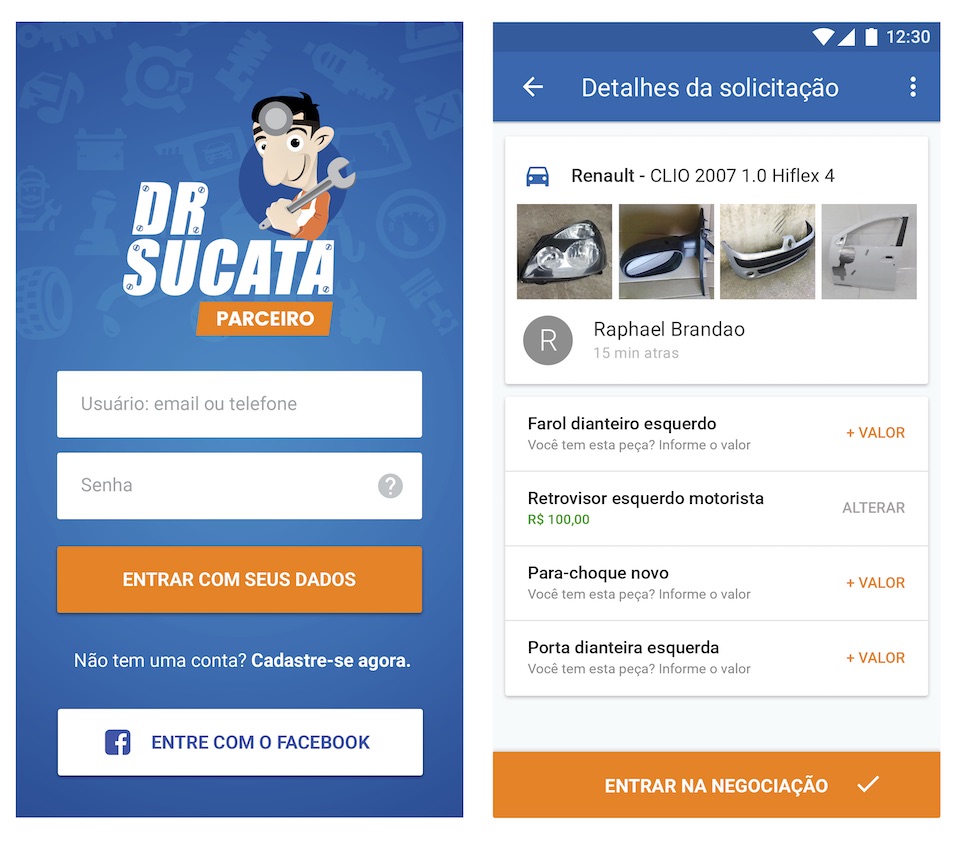 DR
SUCATA
PARCEIRO
Usuário: email ou telefone
Senha
?
ENTRAR COM SEUS DADOS
Não tem uma conta? Cadastre-se agora.
ENTRE COM O FACEBOOK
12:30
Detalhes da solicitação
Renault - CLIO 2007 1.0 Hiflex 4
R
Raphael Brandao
15 min atras
Farol dianteiro esquerdo
Você tem esta peça? Informe o valor
+ VALOR
Retrovisor esquerdo motorista
R$ 100,00
ALTERAR
Para-choque novo
Você tem esta peça? Informe o valor
+ VALOR
Porta dianteira esquerda
Você tem esta peça? Informe o valor
+ VALOR
ENTRAR NA NEGOCIAÇÃO